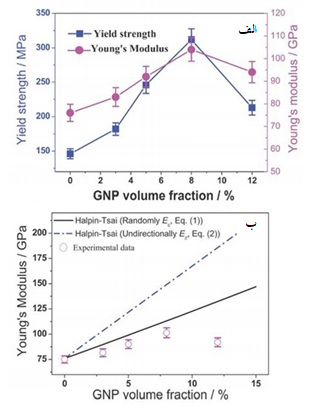 الف
Yield strength
Young's Modulus
Yield strength / MPa
350
300
250
200
150
Young's modulus / GPa
120
110
100
90
80
70
60
50
0 2 4 6 8 10 12
GNP volume fraction / %
ب
Halpin-Tsai (Randomly Ec, Eq. (1))
Halpin-Tsai (Undirectionally Ec, Eq. (2))
Experimental data
Young's Modulus / GPa
200
175
150
125
100
75
0 5 10 15
GNP volume fraction / %